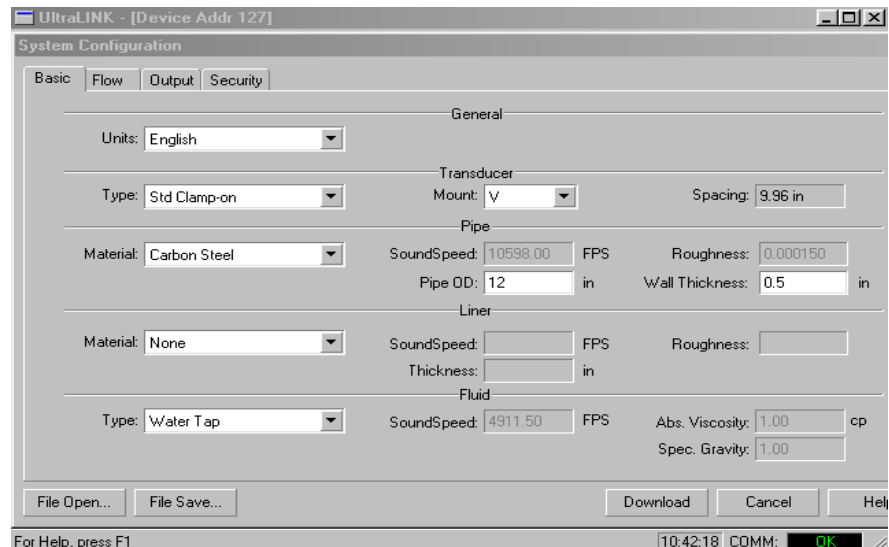 UltraLINK - [Device Addr 127]
System Configuration
Basic Flow Output Security
General
Units: English
Transducer
Type: Std Clamp-on Mount: V Spacing: 9.96 in
Pipe
Material: Carbon Steel SoundSpeed: 10598.00 FPS Roughness: 0.000150
Pipe OD: 12 in Wall Thickness: 0.5 in
Liner
Material: None SoundSpeed: FPS Roughness:
Thickness: in
Fluid
Type: Water Tap SoundSpeed: 4911.50 FPS Abs. Viscosity: 1.00 cp
Spec. Gravity: 1.00
File Open... File Save... Download Cancel Help
For Help, press F1 10:42:18 COMM: OK